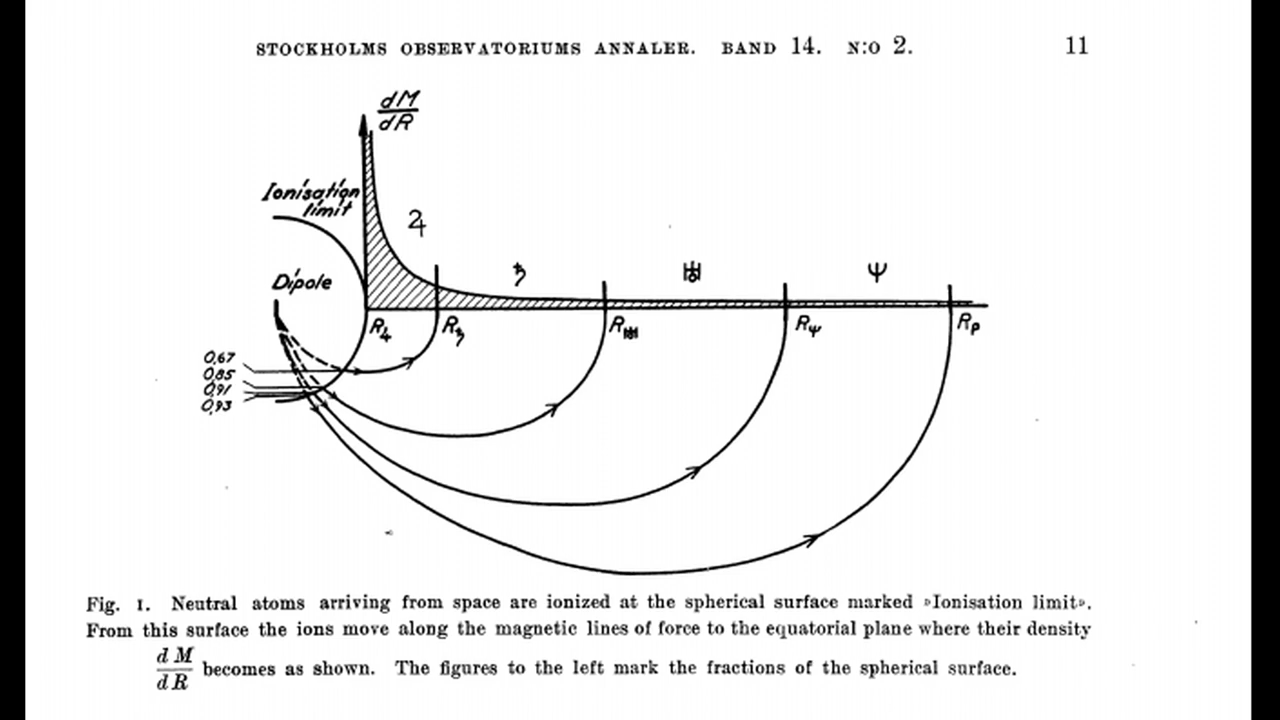 STOCKHOLMS OBSERVATORIUMS ANNALER. BAND 14. N:O 2. 11
dM
dR
Ionisation
limit
♃
Dipole
♄ ♅ Ψ
R♃ R♄ R♅ RΨ RP
0,67
0,85
0,91
0,93
Fig. 1. Neutral atoms arriving from space are ionized at the spherical surface marked »Ionisation limit».
From this surface the ions move along the magnetic lines of force to the equatorial plane where their density
d M
d R
becomes as shown. The figures to the left mark the fractions of the spherical surface.